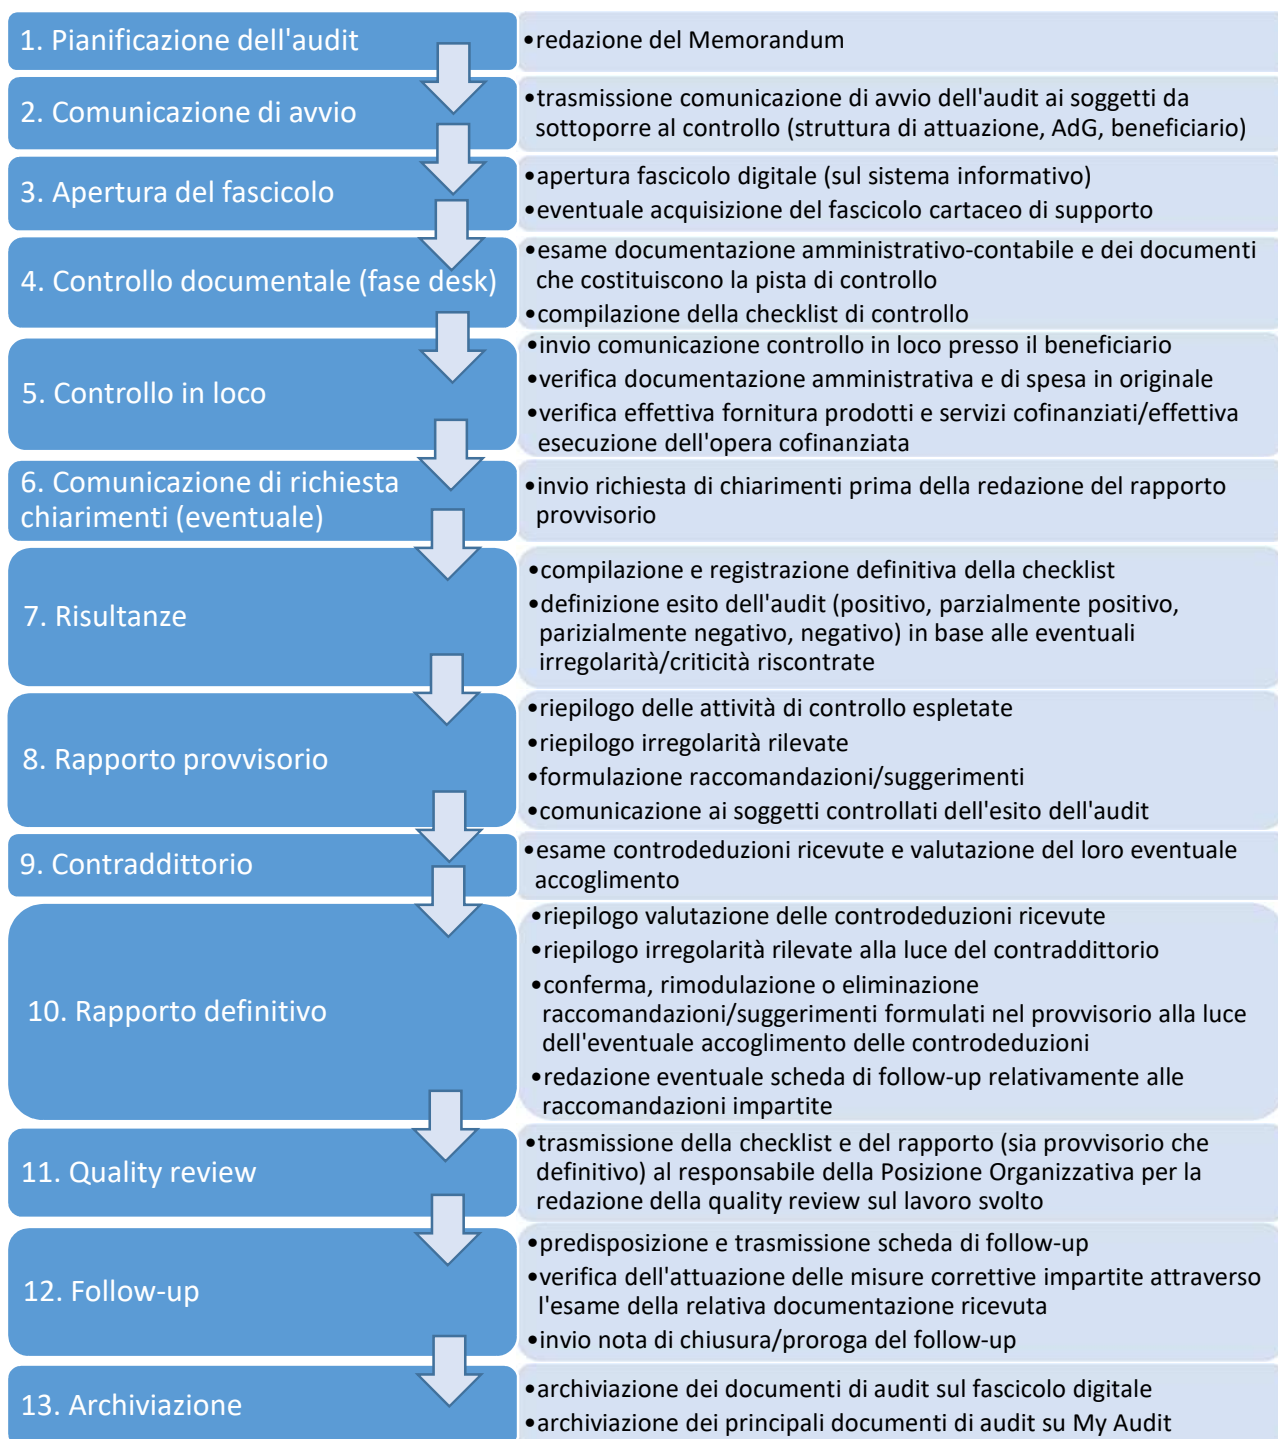 1. Pianificazione dell'audit
•redazione del Memorandum
2. Comunicazione di avvio
•trasmissione comunicazione di avvio dell'audit ai soggetti da
sottoporre al controllo (struttura di attuazione, AdG, beneficiario)
3. Apertura del fascicolo
•apertura fascicolo digitale (sul sistema informativo)
•eventuale acquisizione del fascicolo cartaceo di supporto
4. Controllo documentale (fase desk)
•esame documentazione amministrativo-contabile e dei documenti
che costituiscono la pista di controllo
•compilazione della checklist di controllo
5. Controllo in loco
•invio comunicazione controllo in loco presso il beneficiario
•verifica documentazione amministrativa e di spesa in originale
•verifica effettiva fornitura prodotti e servizi cofinanziati/effettiva
esecuzione dell'opera cofinanziata
6. Comunicazione di richiesta
chiarimenti (eventuale)
•invio richiesta di chiarimenti prima della redazione del rapporto
provvisorio
7. Risultanze
•compilazione e registrazione definitiva della checklist
•definizione esito dell'audit (positivo, parzialmente positivo,
parizialmente negativo, negativo) in base alle eventuali
irregolarità/criticità riscontrate
8. Rapporto provvisorio
•riepilogo delle attività di controllo espletate
•riepilogo irregolarità rilevate
•formulazione raccomandazioni/suggerimenti
•comunicazione ai soggetti controllati dell'esito dell'audit
9. Contraddittorio
•esame controdeduzioni ricevute e valutazione del loro eventuale
accoglimento
10. Rapporto definitivo
•riepilogo valutazione delle controdeduzioni ricevute
•riepilogo irregolarità rilevate alla luce del contraddittorio
•conferma, rimodulazione o eliminazione
raccomandazioni/suggerimenti formulati nel provvisorio alla luce
dell'eventuale accoglimento delle controdeduzioni
•redazione eventuale scheda di follow-up relativamente alle
raccomandazioni impartite
11. Quality review
•trasmissione della checklist e del rapporto (sia provvisorio che
definitivo) al responsabile della Posizione Organizzativa per la
redazione della quality review sul lavoro svolto
12. Follow-up
•predisposizione e trasmissione scheda di follow-up
•verifica dell'attuazione delle misure correttive impartite attraverso
l'esame della relativa documentazione ricevuta
•invio nota di chiusura/proroga del follow-up
13. Archiviazione
•archiviazione dei documenti di audit sul fascicolo digitale
•archiviazione dei principali documenti di audit su My Audit